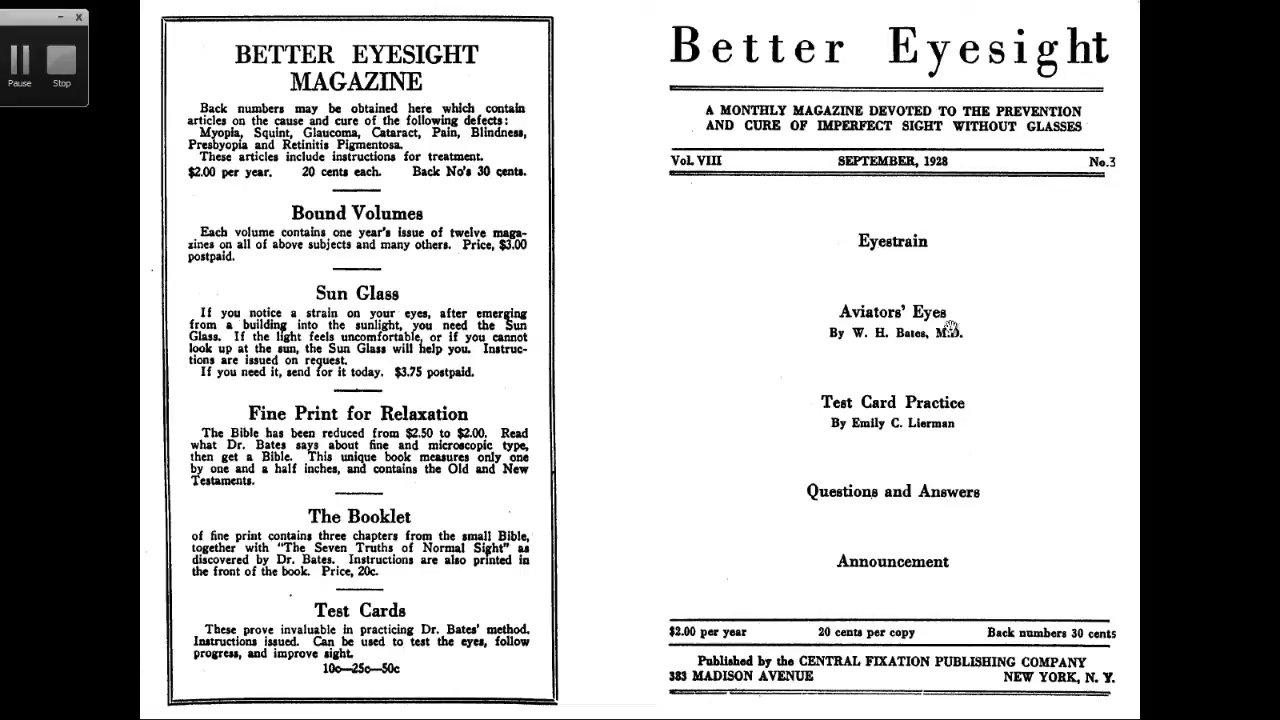 Pause
Stop
BETTER EYESIGHT
MAGAZINE
Back numbers may be obtained here which contain
articles on the cause and cure of the following defects:
Myopia, Squint, Glaucoma, Cataract, Pain, Blindness,
Presbyopia and Retinitis Pigmentosa.
These articles include instructions for treatment.
$2.00 per year. 20 cents each. Back No's 30 cents.
Bound Volumes
Each volume contains one year's issue of twelve maga-
zines on all of above subjects and many others. Price, $3.00
postpaid.
Sun Glass
If you notice a strain on your eyes, after emerging
from a building into the sunlight, you need the Sun
Glass. If the light feels uncomfortable, or if you cannot
look up at the sun, the Sun Glass will help you. Instruc-
tions are issued on request.
If you need it, send for it today. $3.75 postpaid.
Fine Print for Relaxation
The Bible has been reduced from $2.50 to $2.00. Read
what Dr. Bates says about fine and microscopic type,
then get a Bible. This unique book measures only one
by one and a half inches, and contains the Old and New
Testaments.
The Booklet
of fine print contains three chapters from the small Bible,
together with "The Seven Truths of Normal Sight" as
discovered by Dr. Bates. Instructions are also printed in
the front of the book. Price, 20c.
Test Cards
These prove invaluable in practicing Dr. Bates' method.
Instructions issued. Can be used to test the eyes, follow
progress, and improve sight.
10c—25c—50c
Better Eyesight
A MONTHLY MAGAZINE DEVOTED TO THE PREVENTION
AND CURE OF IMPERFECT SIGHT WITHOUT GLASSES
Vol. VIII SEPTEMBER, 1928 No.3
Eyestrain
Aviators' Eyes
By W. H. Bates, M.D.
Test Card Practice
By Emily C. Lierman
Questions and Answers
Announcement
$2.00 per year 20 cents per copy Back numbers 30 cents
Published by the CENTRAL FIXATION PUBLISHING COMPANY
383 MADISON AVENUE NEW YORK, N. Y.